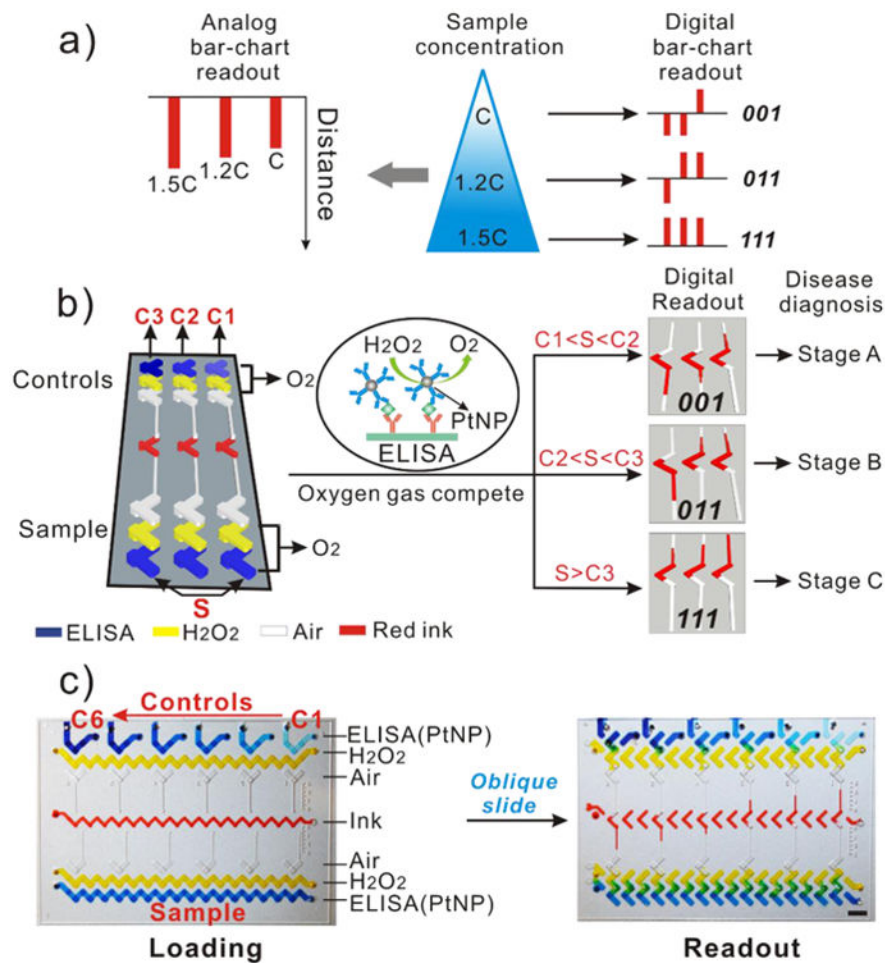 a)
Analog
bar-chart
readout
Sample
concentration
Digital
bar-chart
readout
1.5C
1.2C
C
Distance
C
1.2C
1.5C
001
011
111
b)
C3 C2 C1
Controls
O2
Sample
O2
S
H2O2
O2
PtNP
ELISA
Oxygen gas compete
C1<S<C2
C2<S<C3
S>C3
Digital
Readout
Disease
diagnosis
001
Stage A
011
Stage B
111
Stage C
ELISA H2O2 Air Red ink
c)
Controls
C6 C1
ELISA(PtNP)
H2O2
Air
Ink
Air
H2O2
ELISA(PtNP)
Sample
Loading
Oblique
slide
Readout